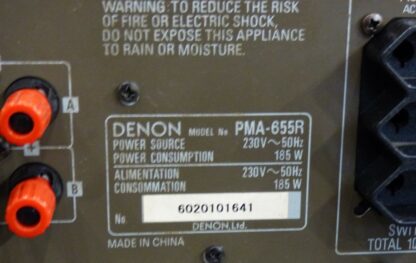 WARNING: TO REDUCE THE RISK
OF FIRE OR ELECTRIC SHOCK,
DO NOT EXPOSE THIS APPLIANCE
TO RAIN OR MOISTURE.
AC
A
B
DENON MODEL No PMA-655R
POWER SOURCE 230V~50Hz
POWER CONSUMPTION 185 W
ALIMENTATION 230V~50Hz
CONSOMMATION 185 W
No. 6020101641
DENON, Ltd.
MADE IN CHINA
SWI
TOTAL 10